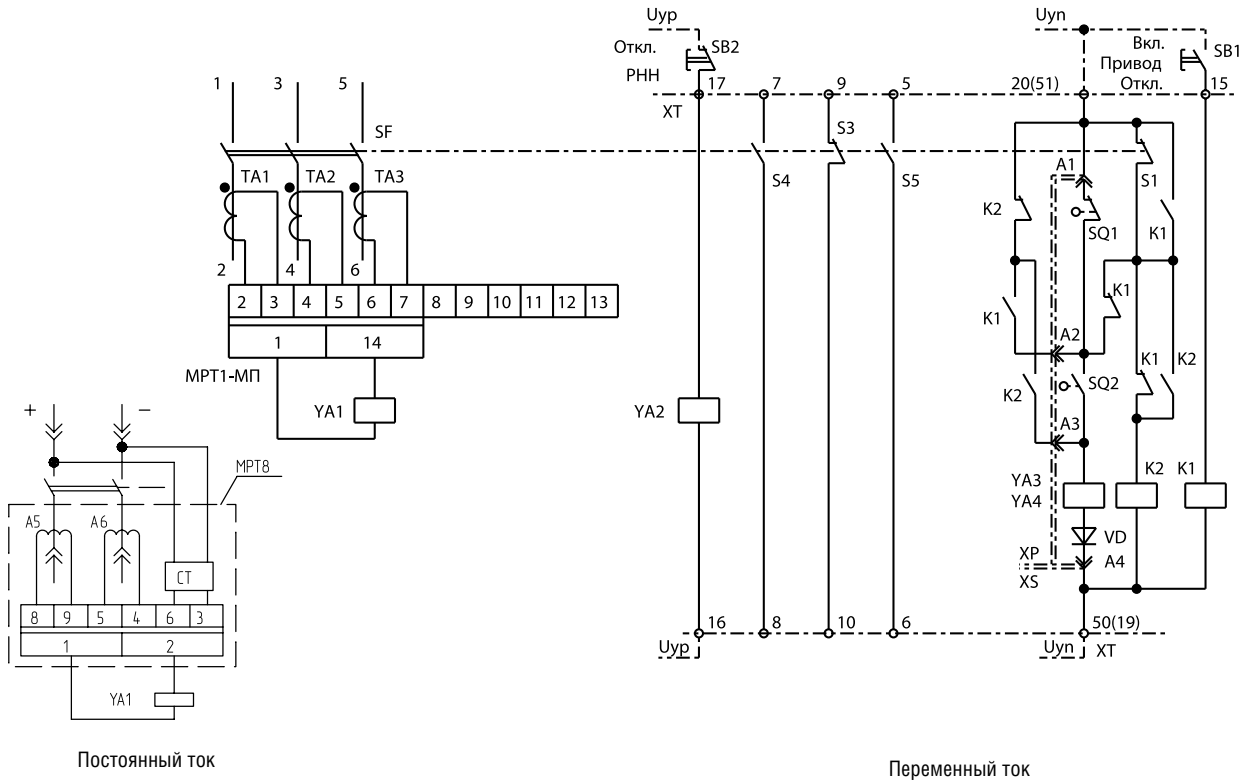 Uyp
Uyn
Откл.
SB2
РНН
Вкл.
SB1
Привод
Откл.
1
3
5
17
7
9
5
20(51)
15
XT
SF
S3
TA1
TA2
TA3
S4
S5
A1
S1
K2
SQ1
K1
2
4
6
2 3 4 5 6 7 8 9 10 11 12 13
K1
K1
1 14
A2
МРТ1-МП
K2
SQ2
K1
K2
YA1
YA2
A3
+ −
МРТ8
YA3
YA4
K2
K1
A5
A6
VD
СТ
XP
A4
XS
8 9 5 4 6 3
1 2
16
8
10
6
50(19)
Uyp
Uyn
XT
YA1
Постоянный ток
Переменный ток